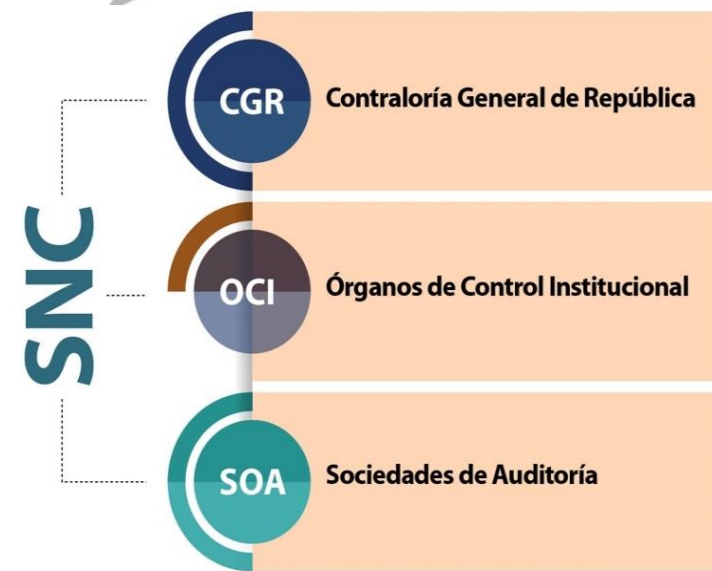 SNC
CGR
Contraloría General de República
OCI
Órganos de Control Institucional
SOA
Sociedades de Auditoría